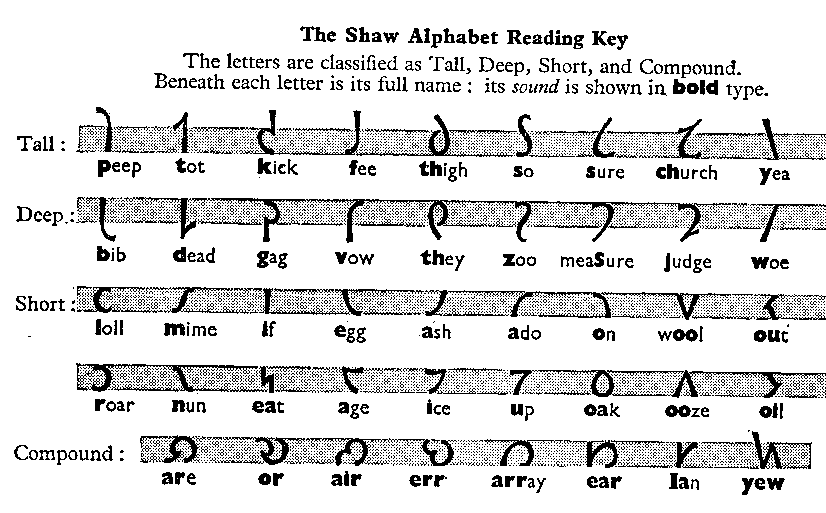 The Shaw Alphabet Reading Key
The letters are classified as Tall, Deep, Short, and Compound.
Beneath each letter is its full name : its sound is shown in bold type.
Tall : 𐑐 𐑑 𐑒 𐑓 𐑔 𐑕 𐑖 𐑗 𐑘
peep tot kick fee thigh so sure church yea
Deep : 𐑚 𐑛 𐑜 𐑝 𐑞 𐑟 𐑠 𐑡 𐑢
bib dead gag vow they zoo meaSure Judge woe
Short : 𐑤 𐑥 𐑦 𐑧 𐑨 𐑩 𐑪 𐑫 𐑬
loll mime If egg ash ado on wool out
𐑮 𐑯 𐑰 𐑱 𐑲 𐑳 𐑴 𐑵 𐑶
roar nun eat age ice up oak ooze oil
Compound : 𐑸 𐑹 𐑺 𐑻 𐑼 𐑽 𐑾 𐑿
are or air err array ear Ian yew